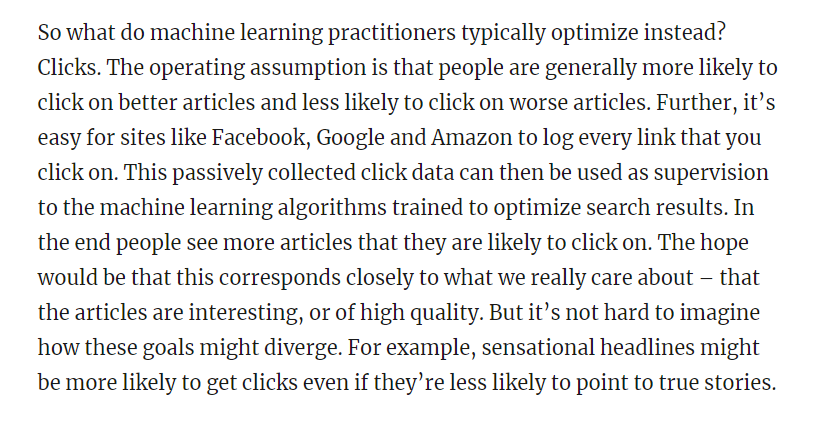 So what do machine learning practitioners typically optimize instead?
Clicks. The operating assumption is that people are generally more likely to
click on better articles and less likely to click on worse articles. Further, it’s
easy for sites like Facebook, Google and Amazon to log every link that you
click on. This passively collected click data can then be used as supervision
to the machine learning algorithms trained to optimize search results. In
the end people see more articles that they are likely to click on. The hope
would be that this corresponds closely to what we really care about – that
the articles are interesting, or of high quality. But it’s not hard to imagine
how these goals might diverge. For example, sensational headlines might
be more likely to get clicks even if they’re less likely to point to true stories.